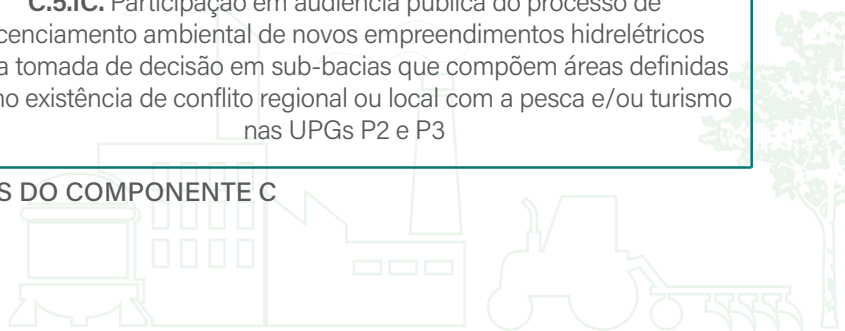 C.5.IC. Participação em audiência pública do processo de
cenciamento ambiental de novos empreendimentos hidrelétricos
a tomada de decisão em sub-bacias que compõem áreas definidas
no existência de conflito regional ou local com a pesca e/ou turismo
nas UPGs P2 e P3
S DO COMPONENTE C